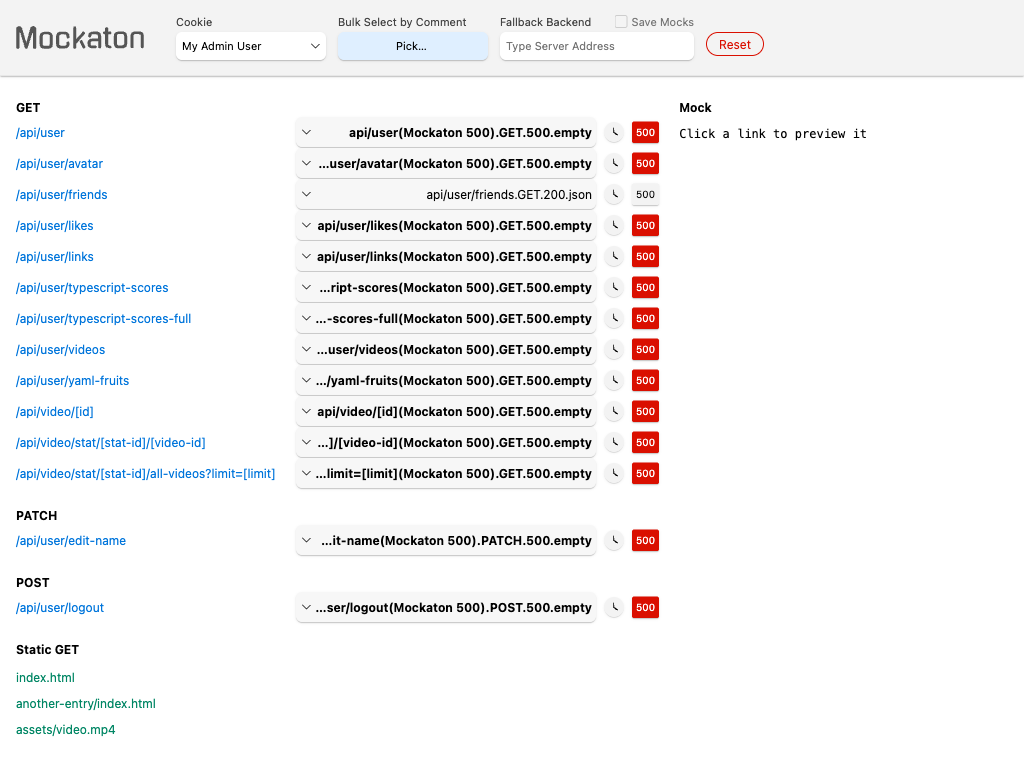 Mockaton
Cookie
My Admin User
Bulk Select by Comment
Pick...
Fallback Backend
Save Mocks
Type Server Address
Reset
GET
/api/user api/user(Mockaton 500).GET.500.empty 500
/api/user/avatar ...user/avatar(Mockaton 500).GET.500.empty 500
/api/user/friends api/user/friends.GET.200.json 500
/api/user/likes api/user/likes(Mockaton 500).GET.500.empty 500
/api/user/links api/user/links(Mockaton 500).GET.500.empty 500
/api/user/typescript-scores ...ript-scores(Mockaton 500).GET.500.empty 500
/api/user/typescript-scores-full ...-scores-full(Mockaton 500).GET.500.empty 500
/api/user/videos ...user/videos(Mockaton 500).GET.500.empty 500
/api/user/yaml-fruits .../yaml-fruits(Mockaton 500).GET.500.empty 500
/api/video/[id] api/video/[id](Mockaton 500).GET.500.empty 500
/api/video/stat/[stat-id]/[video-id] ...]/[video-id](Mockaton 500).GET.500.empty 500
/api/video/stat/[stat-id]/all-videos?limit=[limit] ...limit=[limit](Mockaton 500).GET.500.empty 500
PATCH
/api/user/edit-name ...it-name(Mockaton 500).PATCH.500.empty 500
POST
/api/user/logout ...ser/logout(Mockaton 500).POST.500.empty 500
Static GET
index.html
another-entry/index.html
assets/video.mp4
Mock
Click a link to preview it